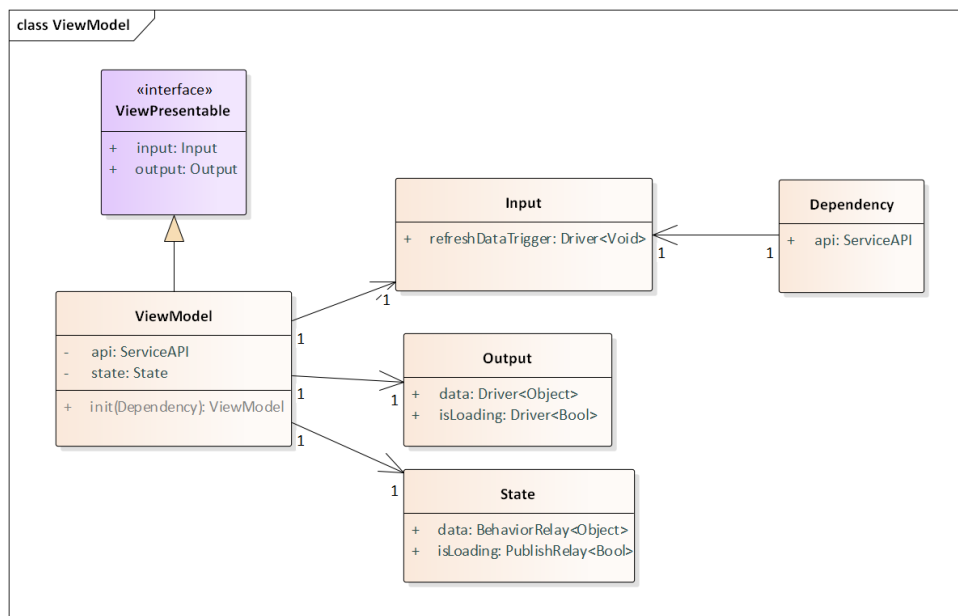 class ViewModel
«interface»
ViewPresentable
+ input: Input
+ output: Output
Input
+ refreshDataTrigger: Driver<Void>
Dependency
+ api: ServiceAPI
1
1
ViewModel
- api: ServiceAPI
- state: State
+ init(Dependency): ViewModel
1
1
1
1
1
1
Output
+ data: Driver<Object>
+ isLoading: Driver<Bool>
State
+ data: BehaviorRelay<Object>
+ isLoading: PublishRelay<Bool>